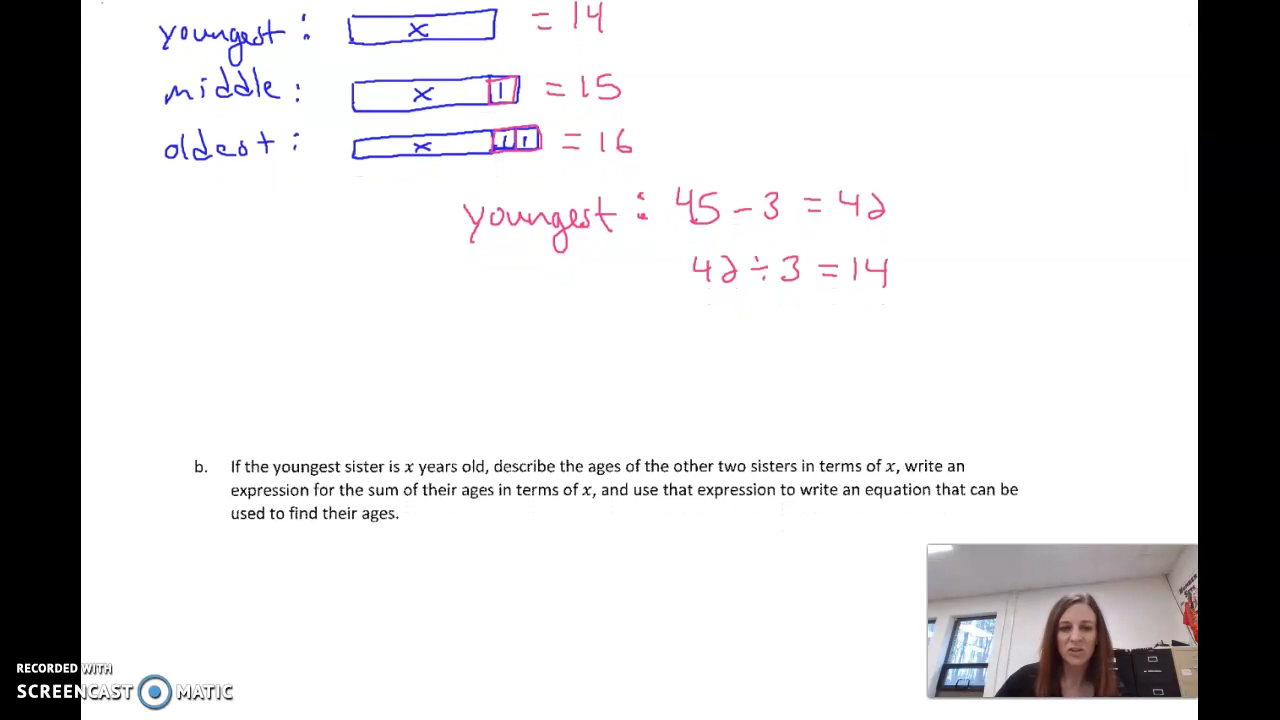 youngest : x = 14
middle : x 1 = 15
oldest : x 1 1 = 16
youngest : 45 - 3 = 42
42 ÷ 3 = 14
b. If the youngest sister is x years old, describe the ages of the other two sisters in terms of x, write an
expression for the sum of their ages in terms of x, and use that expression to write an equation that can be
used to find their ages.
RECORDED WITH
SCREENCAST MATIC